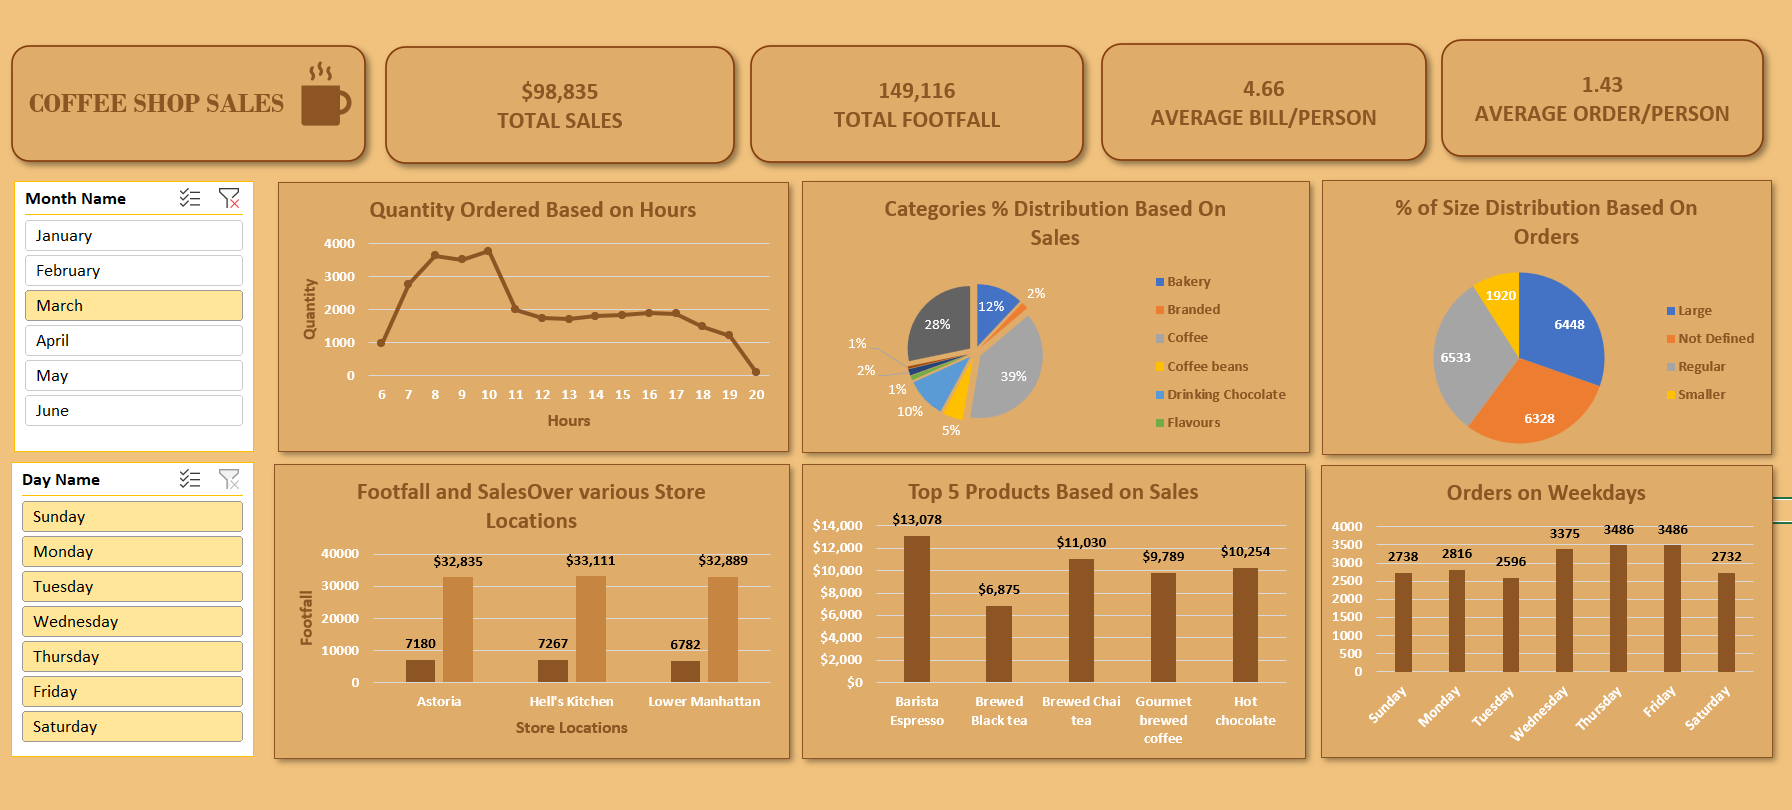 COFFEE SHOP SALES
$98,835
TOTAL SALES
149,116
TOTAL FOOTFALL
4.66
AVERAGE BILL/PERSON
1.43
AVERAGE ORDER/PERSON
Month Name
January
February
March
April
May
June
Day Name
Sunday
Monday
Tuesday
Wednesday
Thursday
Friday
Saturday
Quantity Ordered Based on Hours
Quantity
4000
3000
2000
1000
0
6 7 8 9 10 11 12 13 14 15 16 17 18 19 20
Hours
Categories % Distribution Based On
Sales
12%
2%
39%
5%
10%
1%
2%
1%
28%
Bakery
Branded
Coffee
Coffee beans
Drinking Chocolate
Flavours
% of Size Distribution Based On
Orders
6448
6328
6533
1920
Large
Not Defined
Regular
Smaller
Footfall and SalesOver various Store
Locations
Footfall
40000
30000
20000
10000
0
7180
$32,835
7267
$33,111
6782
$32,889
Astoria
Hell's Kitchen
Lower Manhattan
Store Locations
Top 5 Products Based on Sales
$14,000
$12,000
$10,000
$8,000
$6,000
$4,000
$2,000
$0
$13,078
$6,875
$11,030
$9,789
$10,254
Barista
Espresso
Brewed
Black tea
Brewed Chai
tea
Gourmet
brewed
coffee
Hot
chocolate
Orders on Weekdays
4000
3500
3000
2500
2000
1500
1000
500
0
2738
2816
2596
3375
3486
3486
2732
Sunday
Monday
Tuesday
Wednesday
Thursday
Friday
Saturday